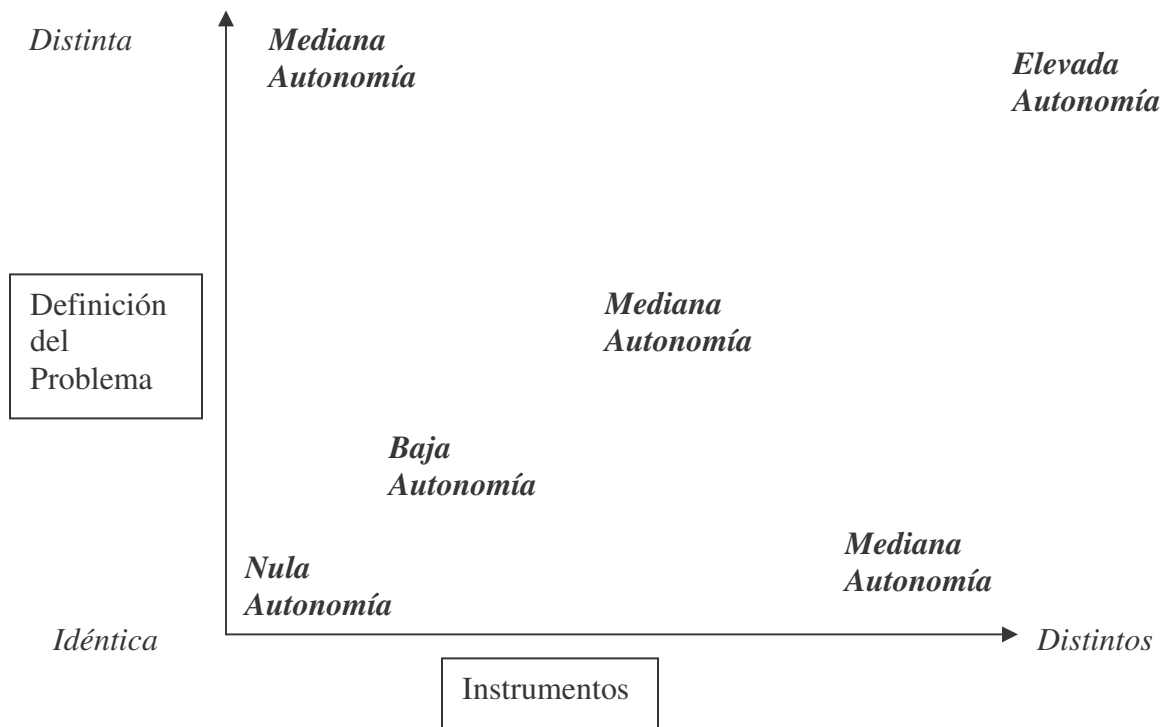 Distinta
Mediana
Autonomía
Elevada
Autonomía
Definición
del
Problema
Mediana
Autonomía
Baja
Autonomía
Mediana
Autonomía
Nula
Autonomía
Idéntica
Distintos
Instrumentos